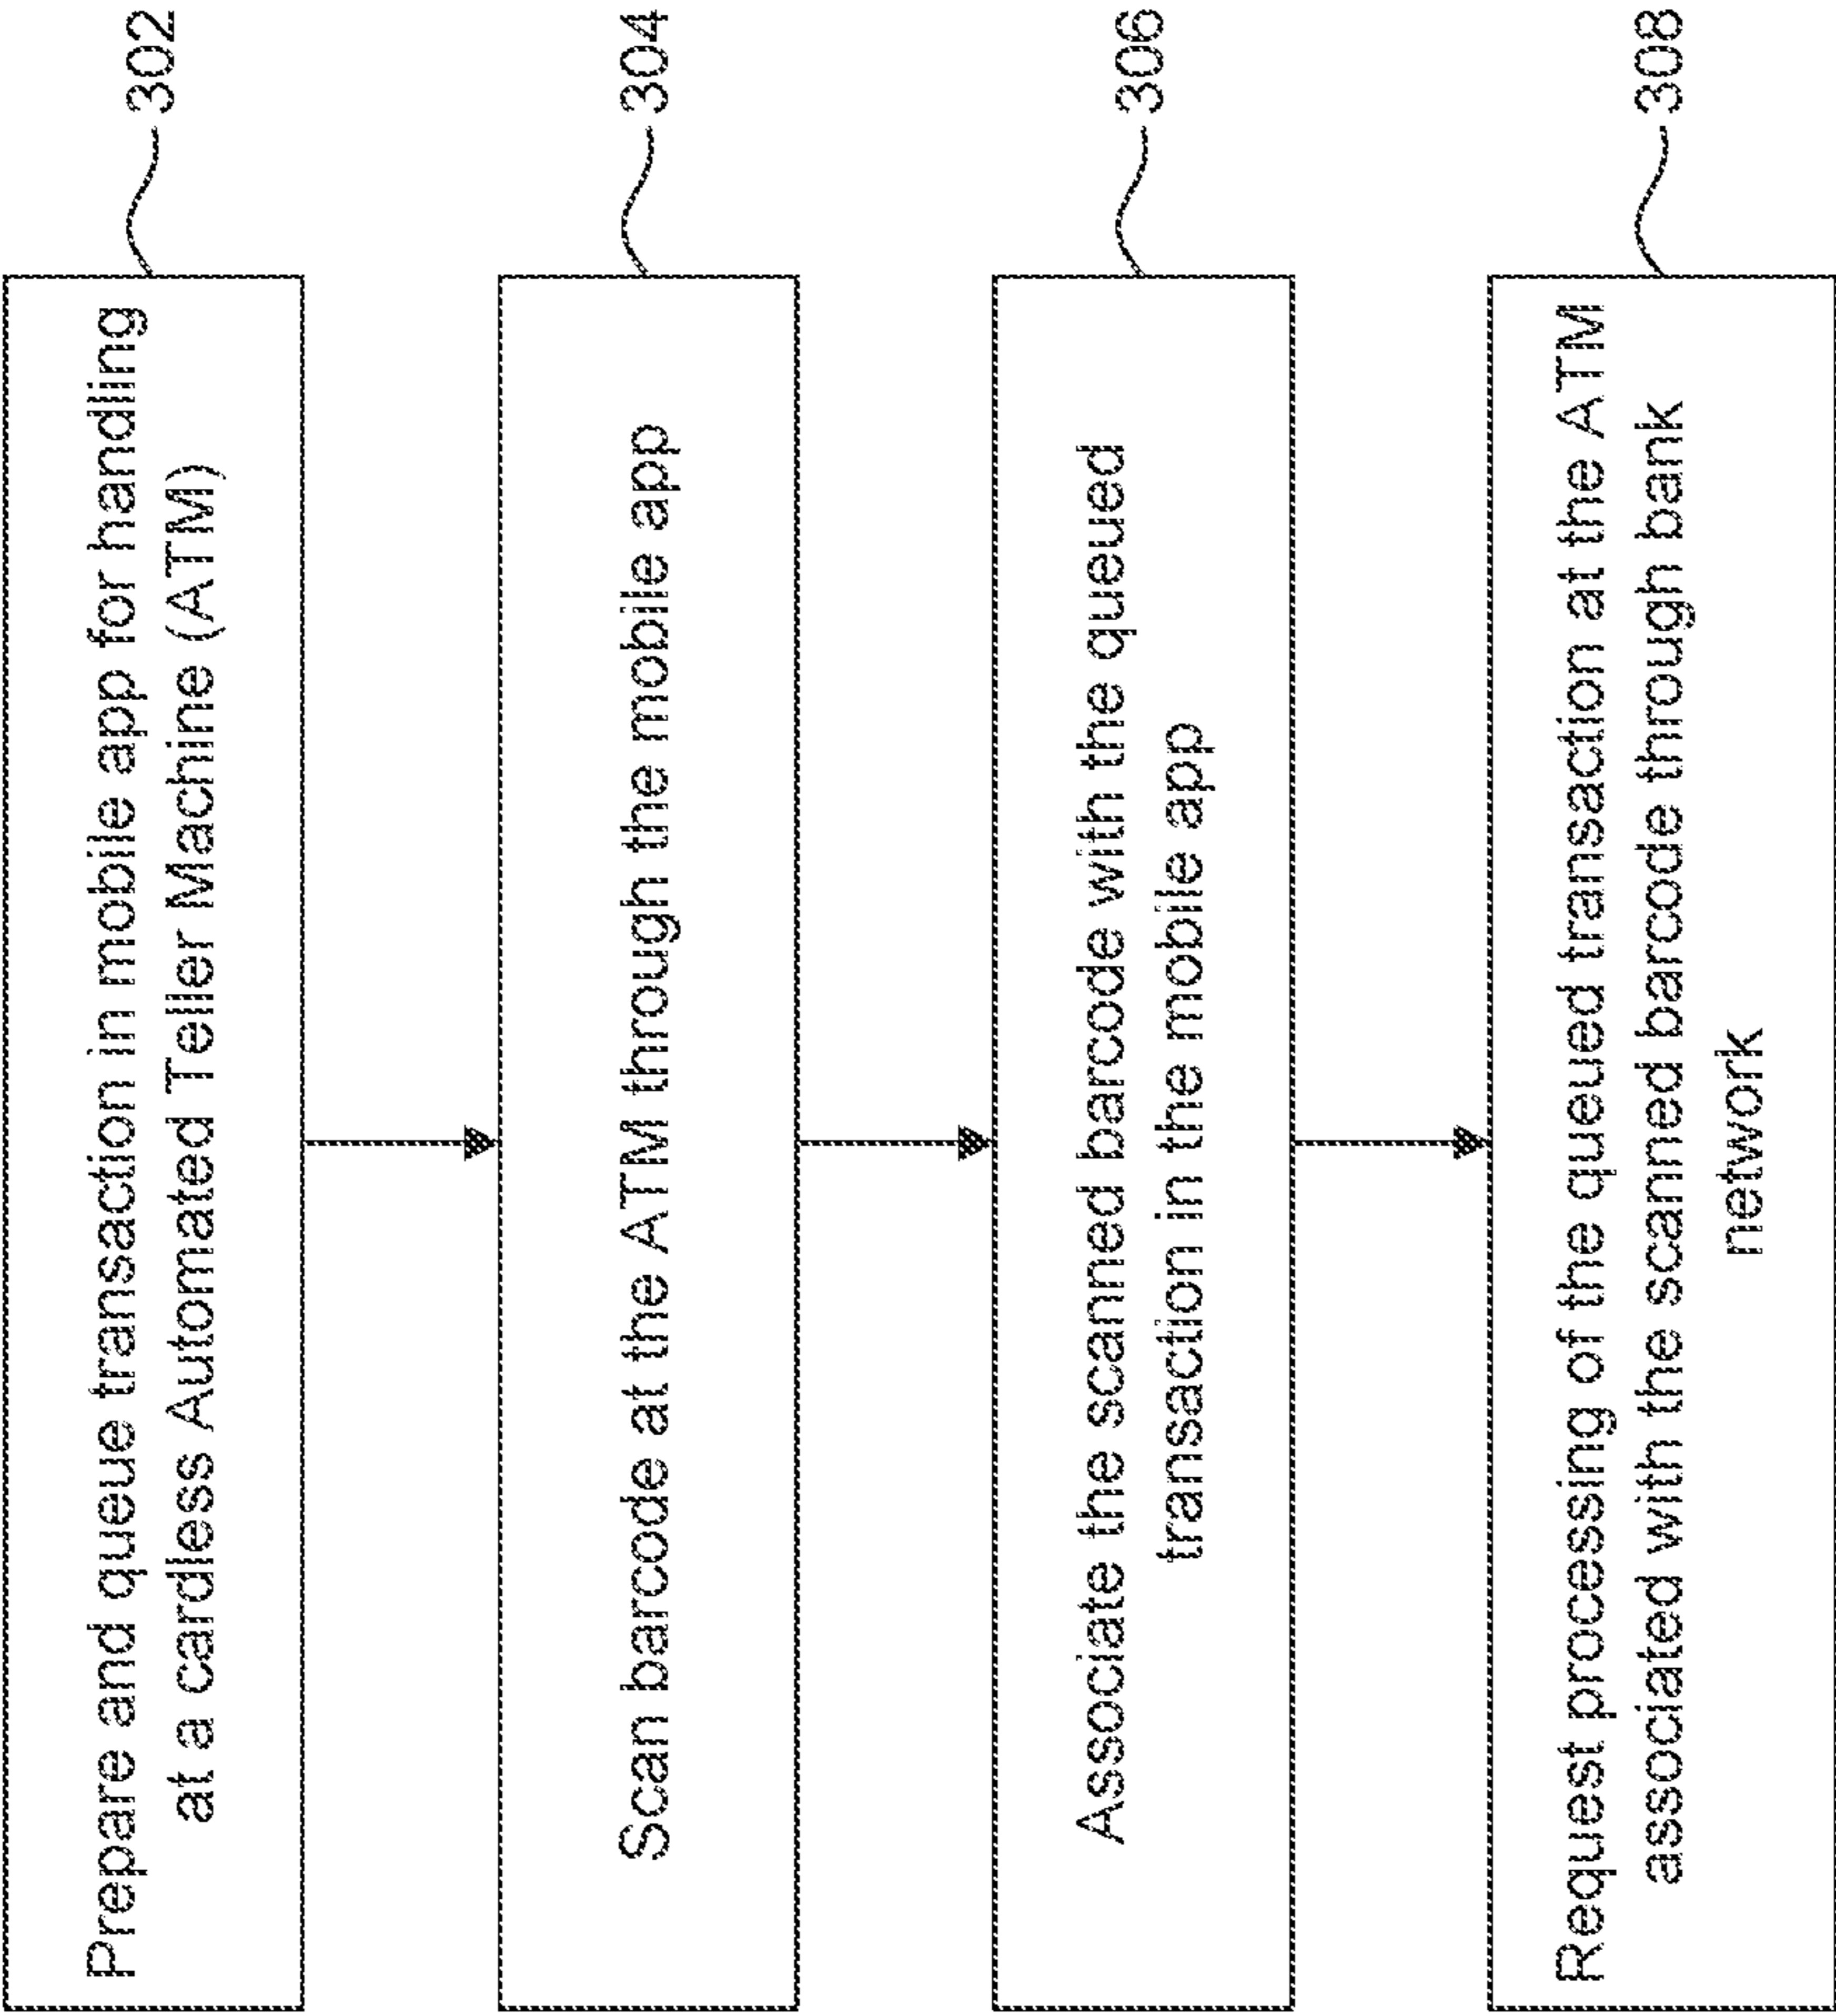 Prepare and queue transaction in mobile app for handling
at a cardless Automated Teller Machine (ATM)
302
Scan barcode at the ATM through the mobile app
304
Associate the scanned barcode with the queued
transaction in the mobile app
306
Request processing of the queued transaction at the ATM
associated with the scanned barcode through bank
network
308